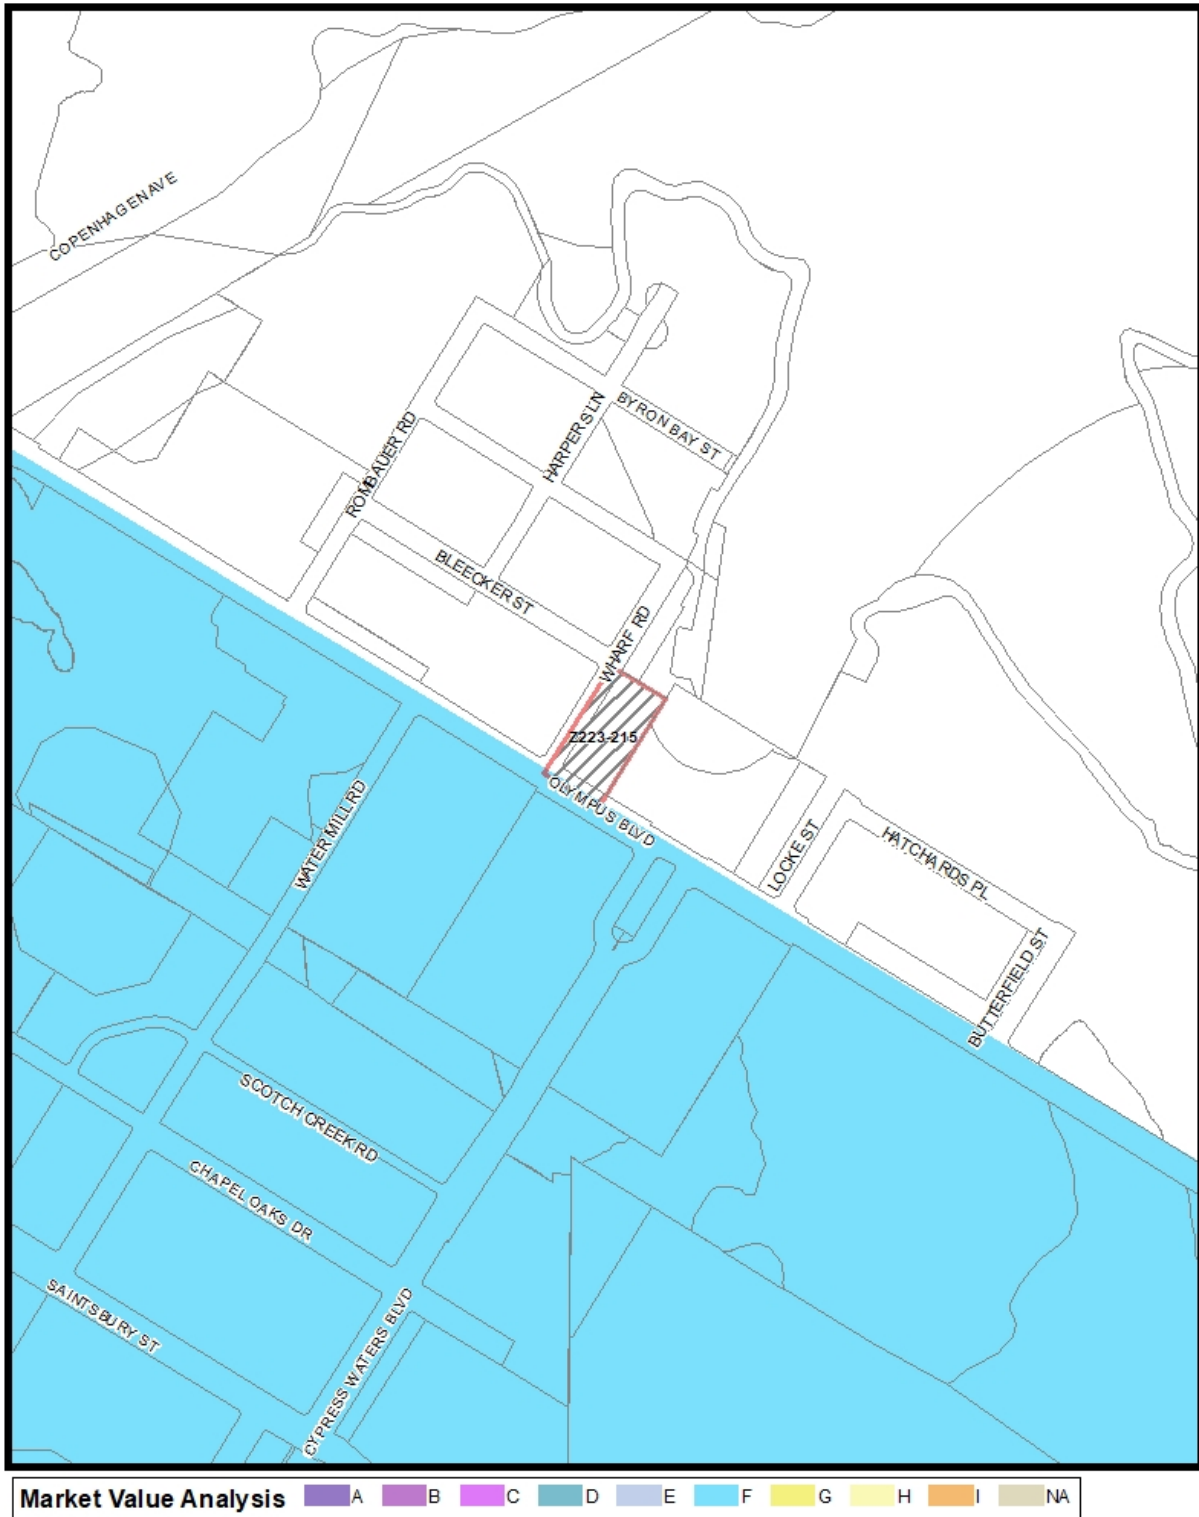 COPENHAGEN AVE
BYRON BAY ST
HARPERS LN
ROMBAUER RD
BLEECKER ST
WHARF RD
Z223-215
OLYMPUS BLVD
WATER MILL RD
LOCKE ST
HATCHARDS PL
BUTTERFIELD ST
SCOTCH CREEK RD
CHAPEL OAKS DR
SAINTSBURY ST
CYPRESS WATERS BLVD
Market Value Analysis A B C D E F G H I NA